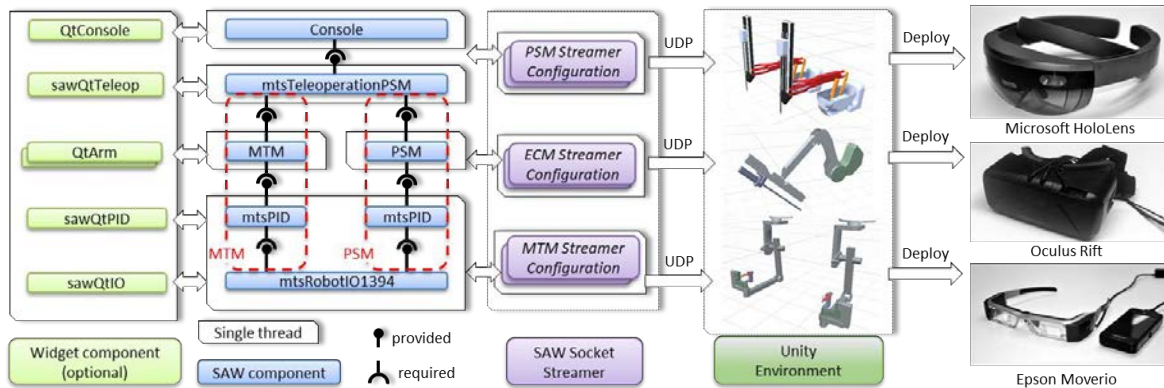 QtConsole
sawQtTeleop
QtArm
sawQtPID
sawQtIO
Widget component
(optional)
Console
mtsTeleoperationPSM
MTM
PSM
mtsPID
mtsPID
MTM
PSM
mtsRobotIO1394
Single thread
SAW component
provided
required
PSM Streamer
Configuration
ECM Streamer
Configuration
MTM Streamer
Configuration
SAW Socket
Streamer
UDP
UDP
UDP
Unity
Environment
Deploy
Deploy
Deploy
Microsoft HoloLens
Oculus Rift
Epson Moverio